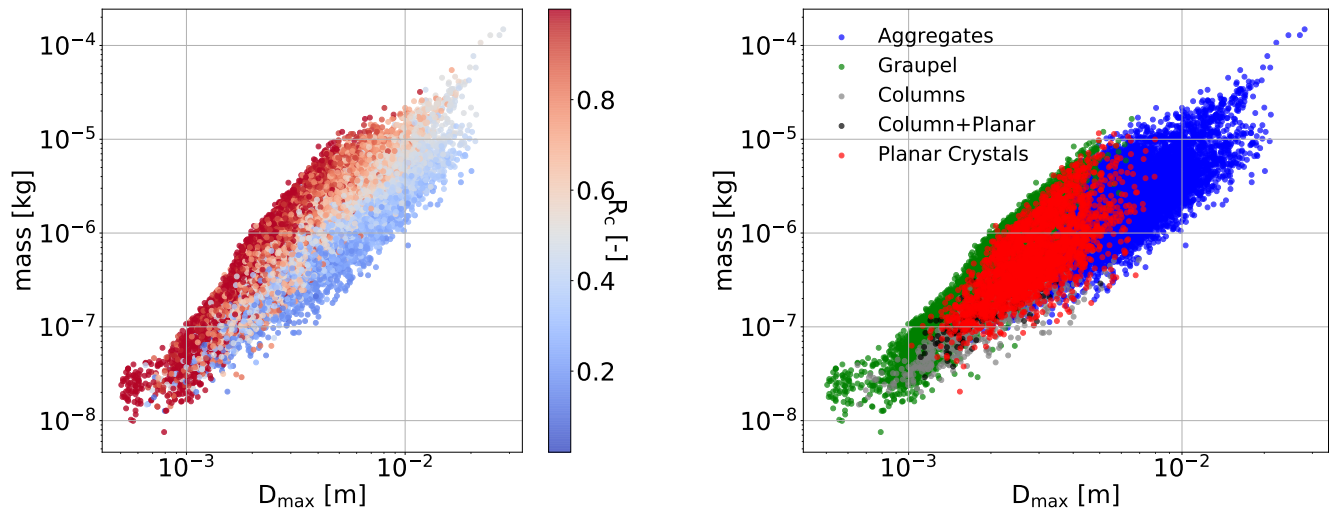 10⁻⁴
10⁻⁵
10⁻⁶
10⁻⁷
10⁻⁸
mass [kg]
10⁻³
10⁻²
D_max [m]
0.8
0.6
0.4
0.2
R_c [-]
10⁻⁴
10⁻⁵
10⁻⁶
10⁻⁷
10⁻⁸
mass [kg]
Aggregates
Graupel
Columns
Column+Planar
Planar Crystals
10⁻³
10⁻²
D_max [m]